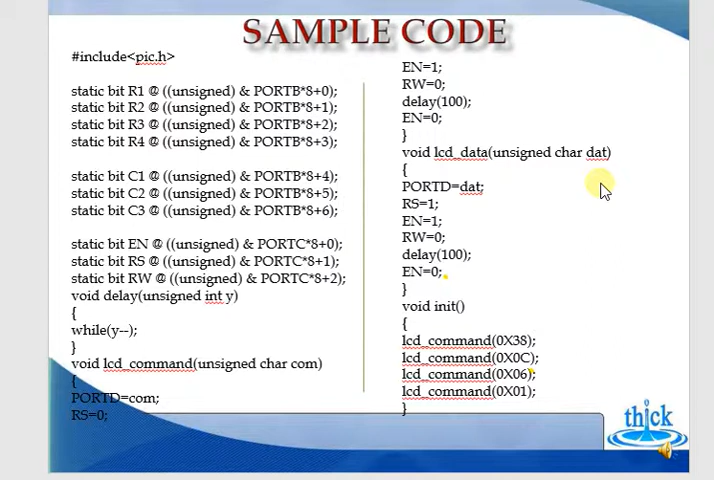 SAMPLE CODE
#include<pic.h>
static bit R1 @ ((unsigned) & PORTB*8+0);
static bit R2 @ ((unsigned) & PORTB*8+1);
static bit R3 @ ((unsigned) & PORTB*8+2);
static bit R4 @ ((unsigned) & PORTB*8+3);
static bit C1 @ ((unsigned) & PORTB*8+4);
static bit C2 @ ((unsigned) & PORTB*8+5);
static bit C3 @ ((unsigned) & PORTB*8+6);
static bit EN @ ((unsigned) & PORTC*8+0);
static bit RS @ ((unsigned) & PORTC*8+1);
static bit RW @ ((unsigned) & PORTC*8+2);
void delay(unsigned int y)
{
while(y--);
}
void lcd_command(unsigned char com)
{
PORTD=com;
RS=0;
EN=1;
RW=0;
delay(100);
EN=0;
}
void lcd_data(unsigned char dat)
{
PORTD=dat;
RS=1;
EN=1;
RW=0;
delay(100);
EN=0;
}
void init()
{
lcd_command(0X38);
lcd_command(0X0C);
lcd_command(0X06);
lcd_command(0X01);
}
thick